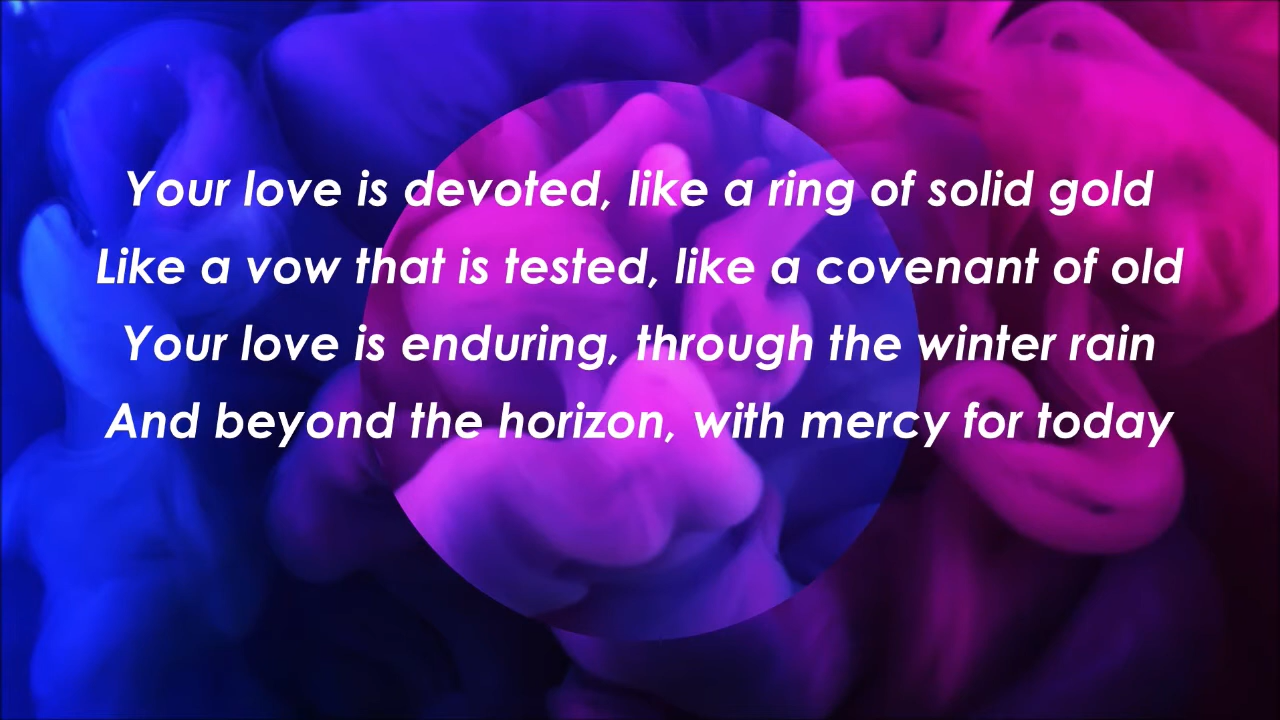 Your love is devoted, like a ring of solid gold
Like a vow that is tested, like a covenant of old
Your love is enduring, through the winter rain
And beyond the horizon, with mercy for today